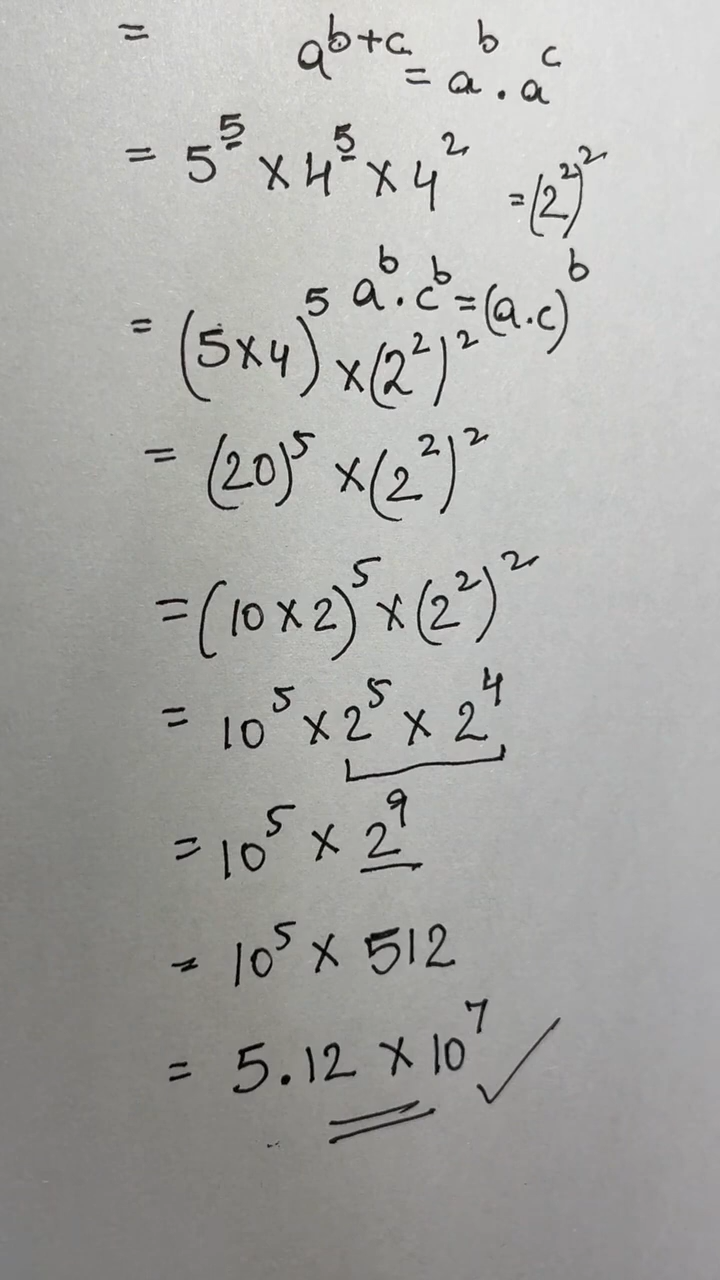 = a^{b+c} = a^b . a^c
= 5^5 × 4^5 × 4^2 = (2^2)^2
a^b . c^b = (a.c)^b
= (5×4)^5 × (2^2)^2
= (20)^5 × (2^2)^2
= (10 × 2)^5 × (2^2)^2
= 10^5 × 2^5 × 2^4
= 10^5 × 2^9
= 10^5 × 512
= 5.12 × 10^7 ✓